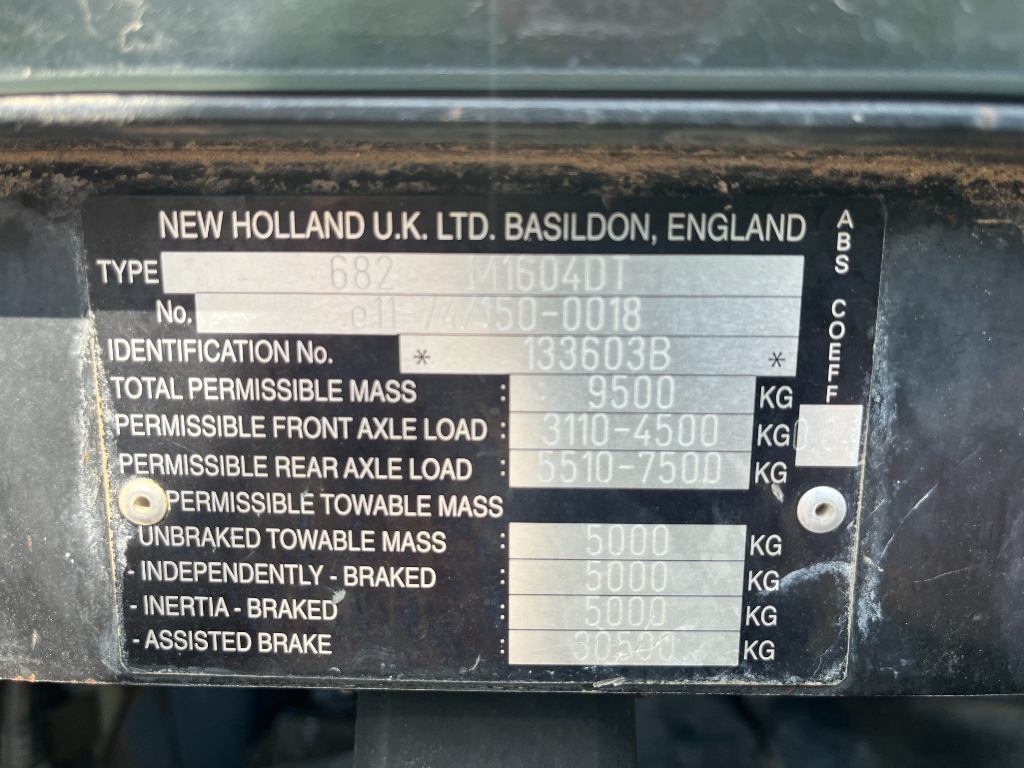 NEW HOLLAND U.K. LTD. BASILDON, ENGLAND
TYPE 682 M1604DT
No. e11-74/150-0018
IDENTIFICATION No. * 133603B *
TOTAL PERMISSIBLE MASS : 9500 KG
PERMISSIBLE FRONT AXLE LOAD : 3110-4500 KG
PERMISSIBLE REAR AXLE LOAD : 5510-7500 KG
PERMISSIBLE TOWABLE MASS
- UNBRAKED TOWABLE MASS : 5000 KG
- INDEPENDENTLY - BRAKED : 5000 KG
- INERTIA - BRAKED : 5000 KG
- ASSISTED BRAKE : 30500 KG
ABS COEFF